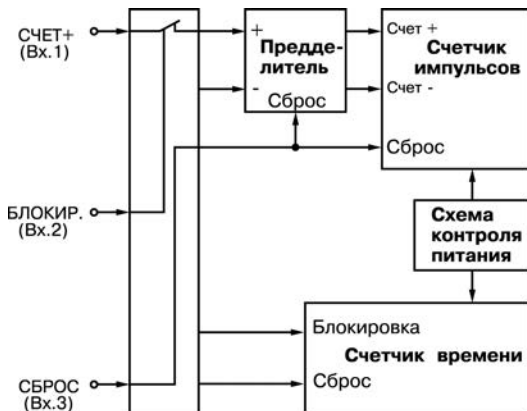 СЧЕТ+
(Вх.1)
+
-
Предде-
литель
Сброс
Счет +
Счетчик
импульсов
Счет -
Сброс
БЛОКИР.
(Вх.2)
Схема
контроля
питания
Блокировка
Счетчик времени
Сброс
СБРОС
(Вх.3)